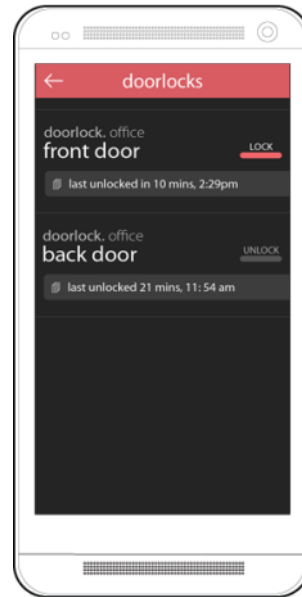 doorlocks
doorlock. office
front door
LOCK
last unlocked in 10 mins, 2:29pm
doorlock. office
back door
UNLOCK
last unlocked 21 mins, 11: 54 am